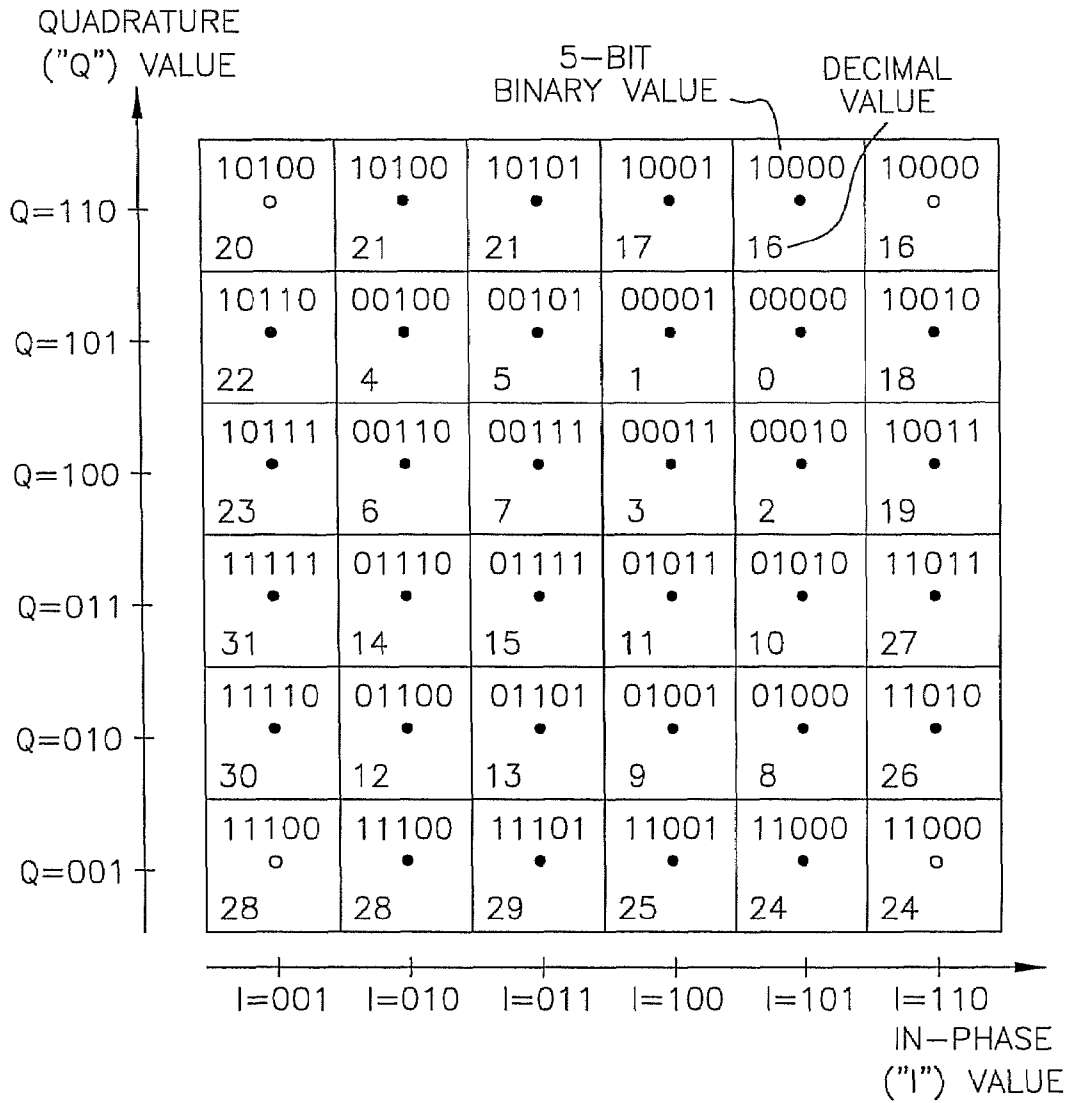 QUADRATURE
("Q") VALUE
5-BIT
BINARY VALUE
DECIMAL
VALUE
10100 10100 10101 10001 10000 10000
Q=110
20 21 21 17 16 16
10110 00100 00101 00001 00000 10010
Q=101
22 4 5 1 0 18
10111 00110 00111 00011 00010 10011
Q=100
23 6 7 3 2 19
11111 01110 01111 01011 01010 11011
Q=011
31 14 15 11 10 27
11110 01100 01101 01001 01000 11010
Q=010
30 12 13 9 8 26
11100 11100 11101 11001 11000 11000
Q=001
28 28 29 25 24 24
I=001 I=010 I=011 I=100 I=101 I=110
IN-PHASE
("I") VALUE